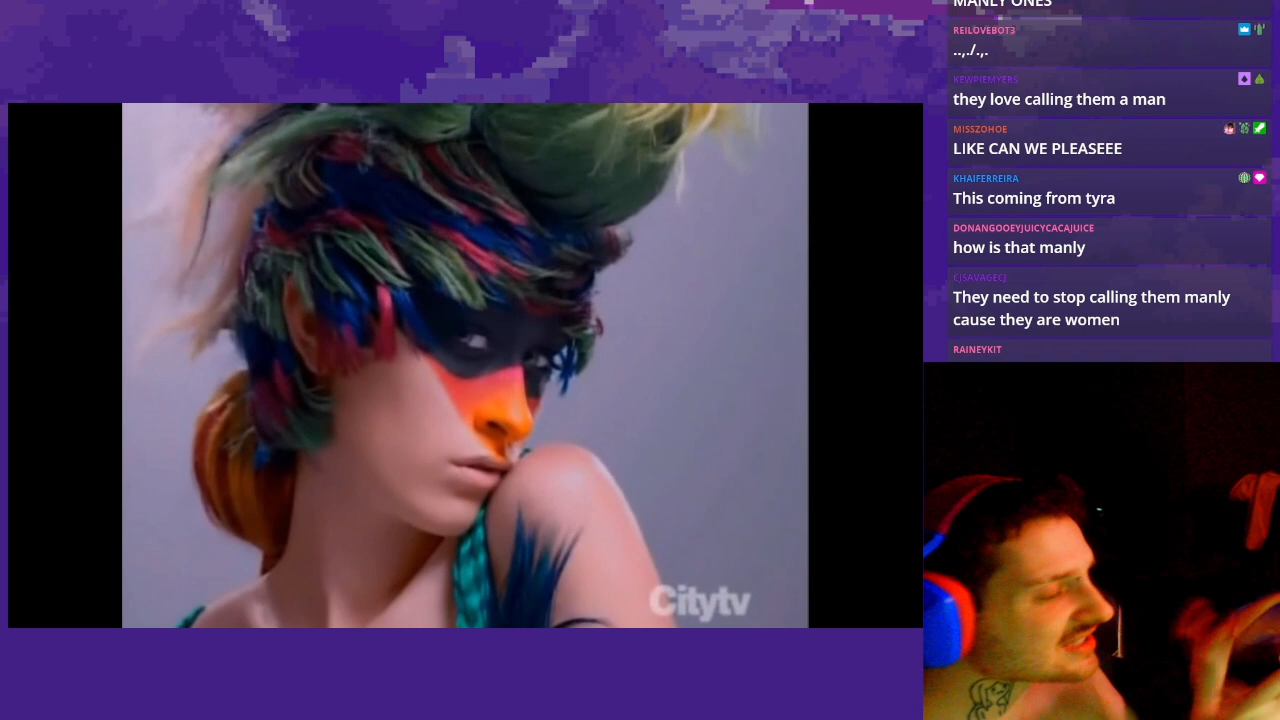 MANLY ONES
REILOVEBOT3
..,./.,.
KEWPIEMYERS
they love calling them a man
MISSZOHOE
LIKE CAN WE PLEASEEE
KHAIFERREIRA
This coming from tyra
DONANGOOEYJUICYCACAJUICE
how is that manly
CJSAVAGECJ
They need to stop calling them manly
cause they are women
RAINEYKIT
Citytv